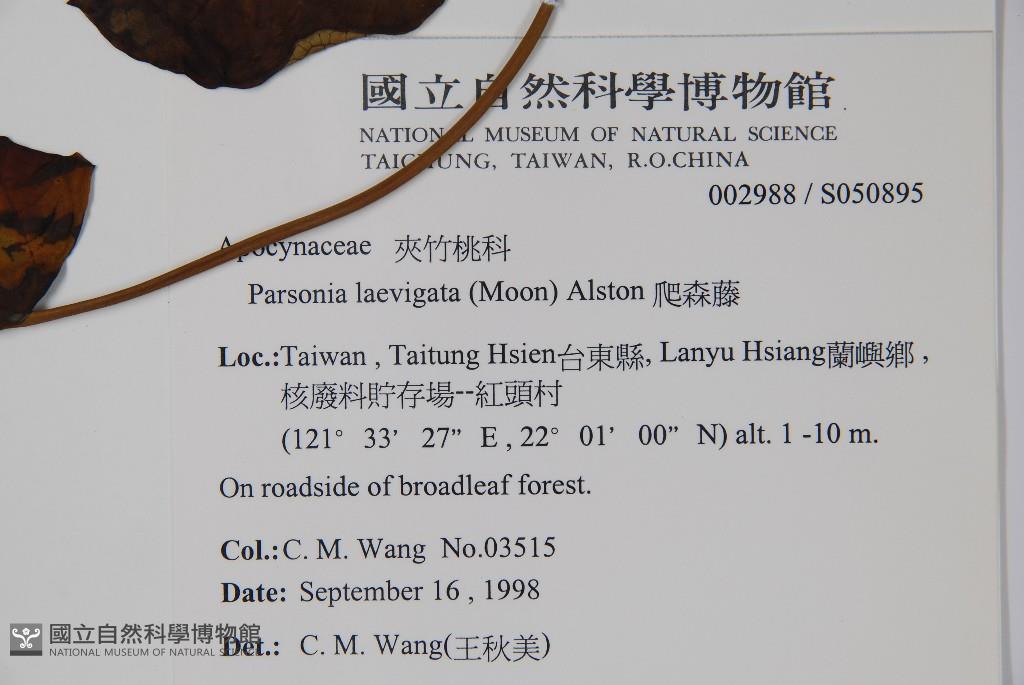 國立自然科學博物館
NATIONAL MUSEUM OF NATURAL SCIENCE
TAICHUNG, TAIWAN, R.O.CHINA
002988 / S050895
Apocynaceae 夾竹桃科
Parsonia laevigata (Moon) Alston 爬森藤
Loc.:Taiwan , Taitung Hsien台東縣, Lanyu Hsiang蘭嶼鄉 ,
核廢料貯存場--紅頭村
(121° 33’ 27” E , 22° 01’ 00” N) alt. 1 -10 m.
On roadside of broadleaf forest.
Col.:C. M. Wang No.03515
Date: September 16 , 1998
Det.: C. M. Wang(王秋美)
國立自然科學博物館
NATIONAL MUSEUM OF NATURAL SCIENCE